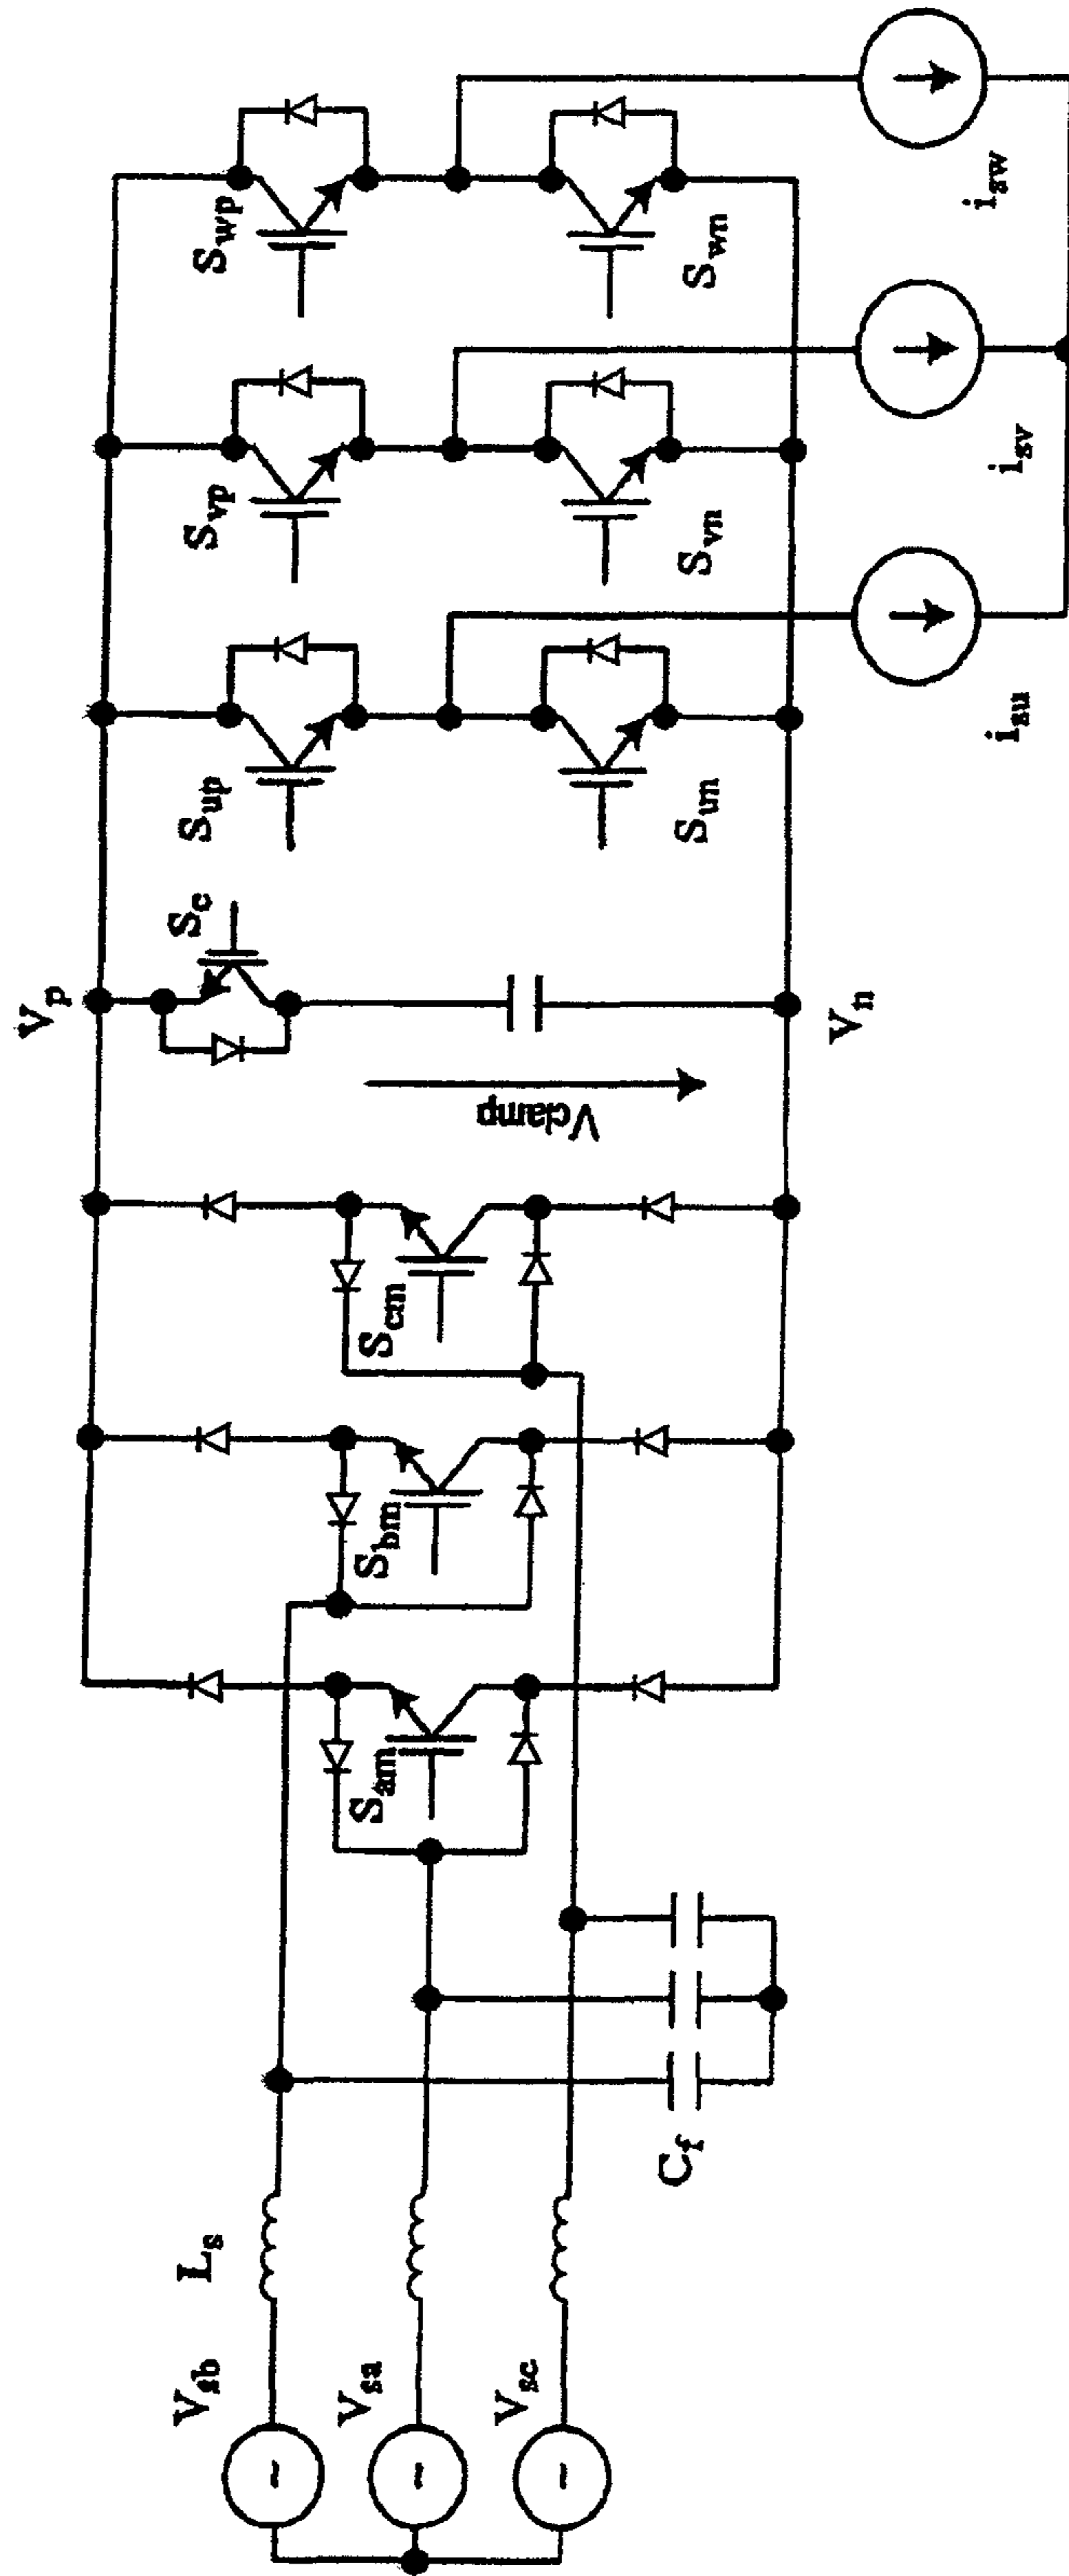 V_sb
V_sa
V_sc
L_s
C_f
~
~
~
S_am
S_bm
S_cm
V_clamp
V_p
V_n
S_c
S_up
S_un
S_vp
S_vn
S_wp
S_wn
i_su
i_sv
i_sw